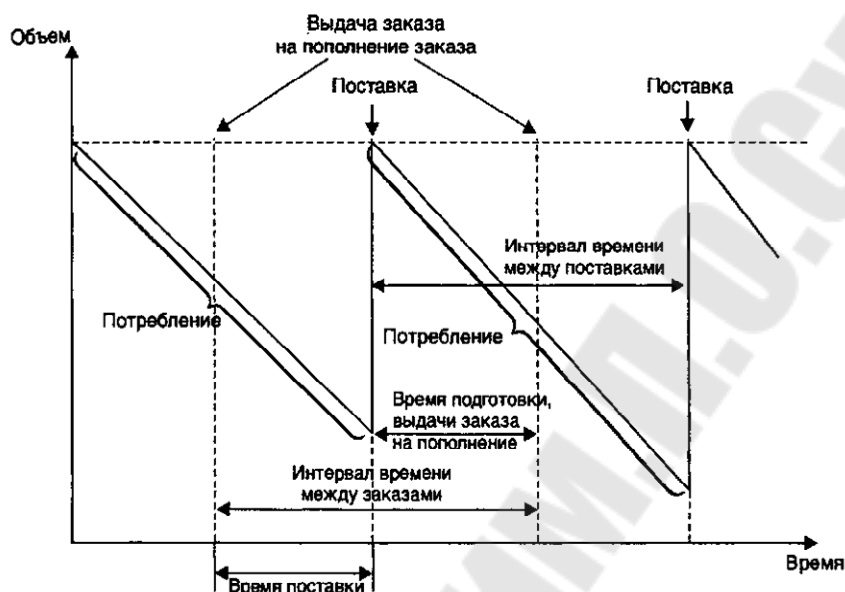 Выдача заказа
на пополнение заказа
Объем
Поставка
Поставка
Интервал времени
между поставками
Потребление
Потребление
Время подготовки,
выдачи заказа
на пополнение
Интервал времени
между заказами
Время
Время поставки